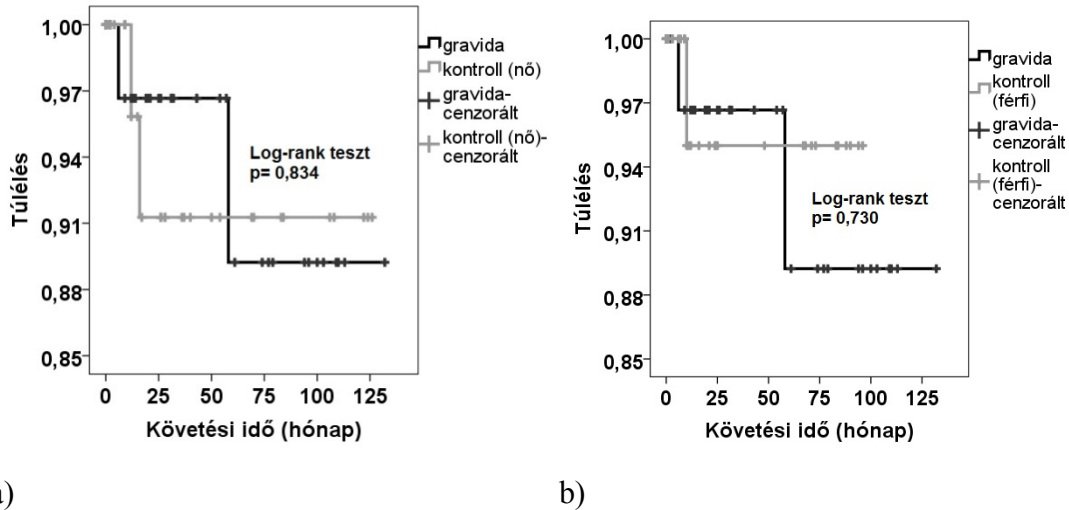 1,00
0,97
0,94
0,91
0,88
0,85
Túlélés
0 25 50 75 100 125
Követési idő (hónap)
Log-rank teszt
p= 0,834
gravida
kontroll (nő)
gravida-
cenzorált
kontroll (nő)-
cenzorált
a)
1,00
0,97
0,94
0,91
0,88
0,85
Túlélés
0 25 50 75 100 125
Követési idő (hónap)
Log-rank teszt
p= 0,730
gravida
kontroll
(férfi)
gravida-
cenzorált
kontroll
(férfi)-
cenzorált
b)